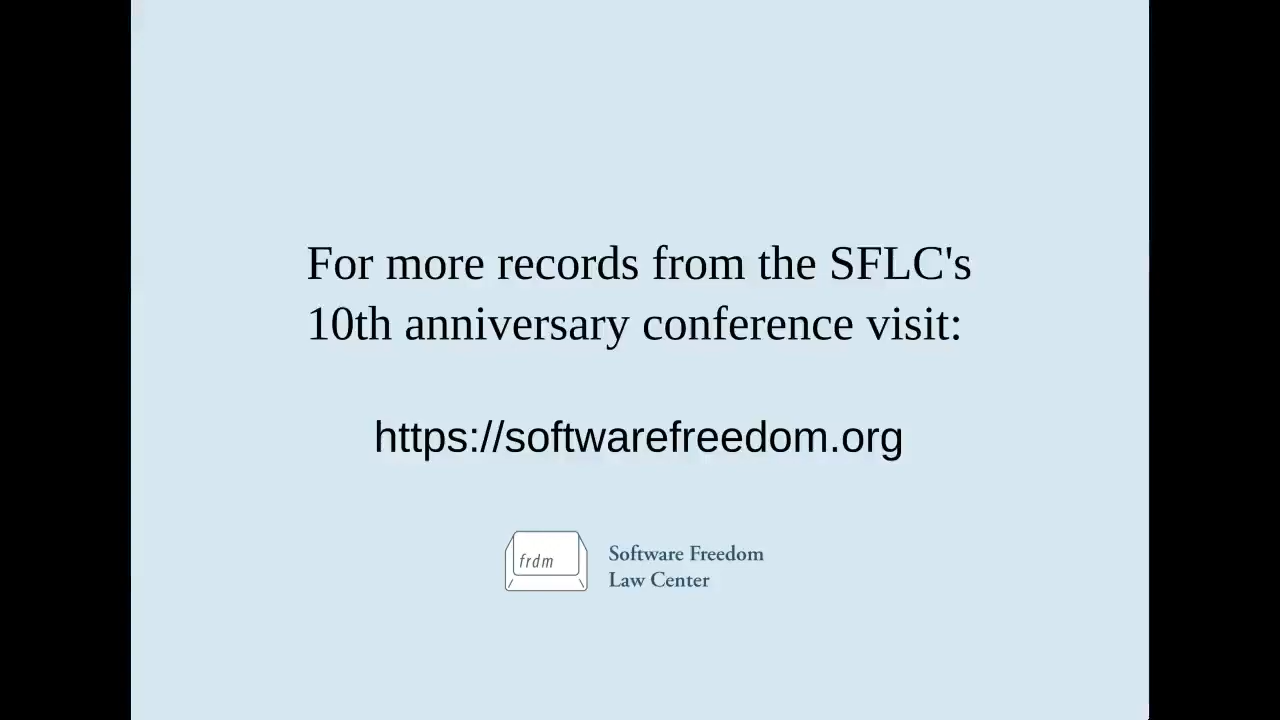 For more records from the SFLC's
10th anniversary conference visit:
https://softwarefreedom.org
frdm
Software Freedom
Law Center